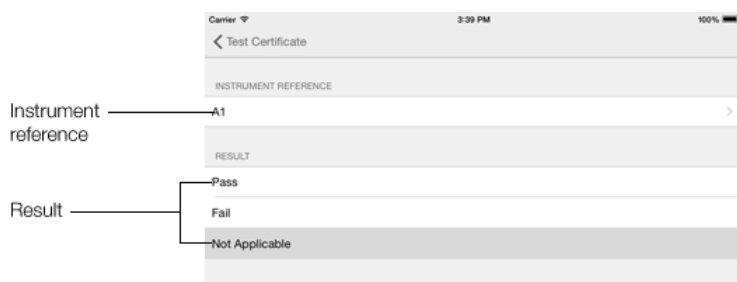 Carrier 3:39 PM 100%
Test Certificate
INSTRUMENT REFERENCE
Instrument
reference
A1
RESULT
Result
Pass
Fail
Not Applicable